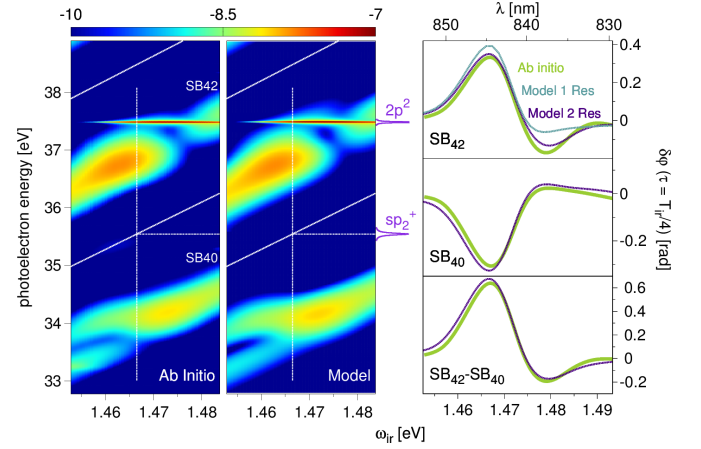 -10 -8.5 -7
λ [nm]
850 840 830
photoelectron energy [eV]
38
37
36
35
34
33
SB42
SB40
Ab Initio
Model
2p²
sp₂⁺
1.46 1.47 1.48
1.46 1.47 1.48
ω_ir [eV]
Ab initio
Model 1 Res
Model 2 Res
SB₄₂
SB₄₀
SB₄₂-SB₄₀
0.4
0.2
0
0
-0.2
0.6
0.4
0.2
0
-0.2
δφ (τ = T_ir/4) [rad]
1.46 1.47 1.48 1.49